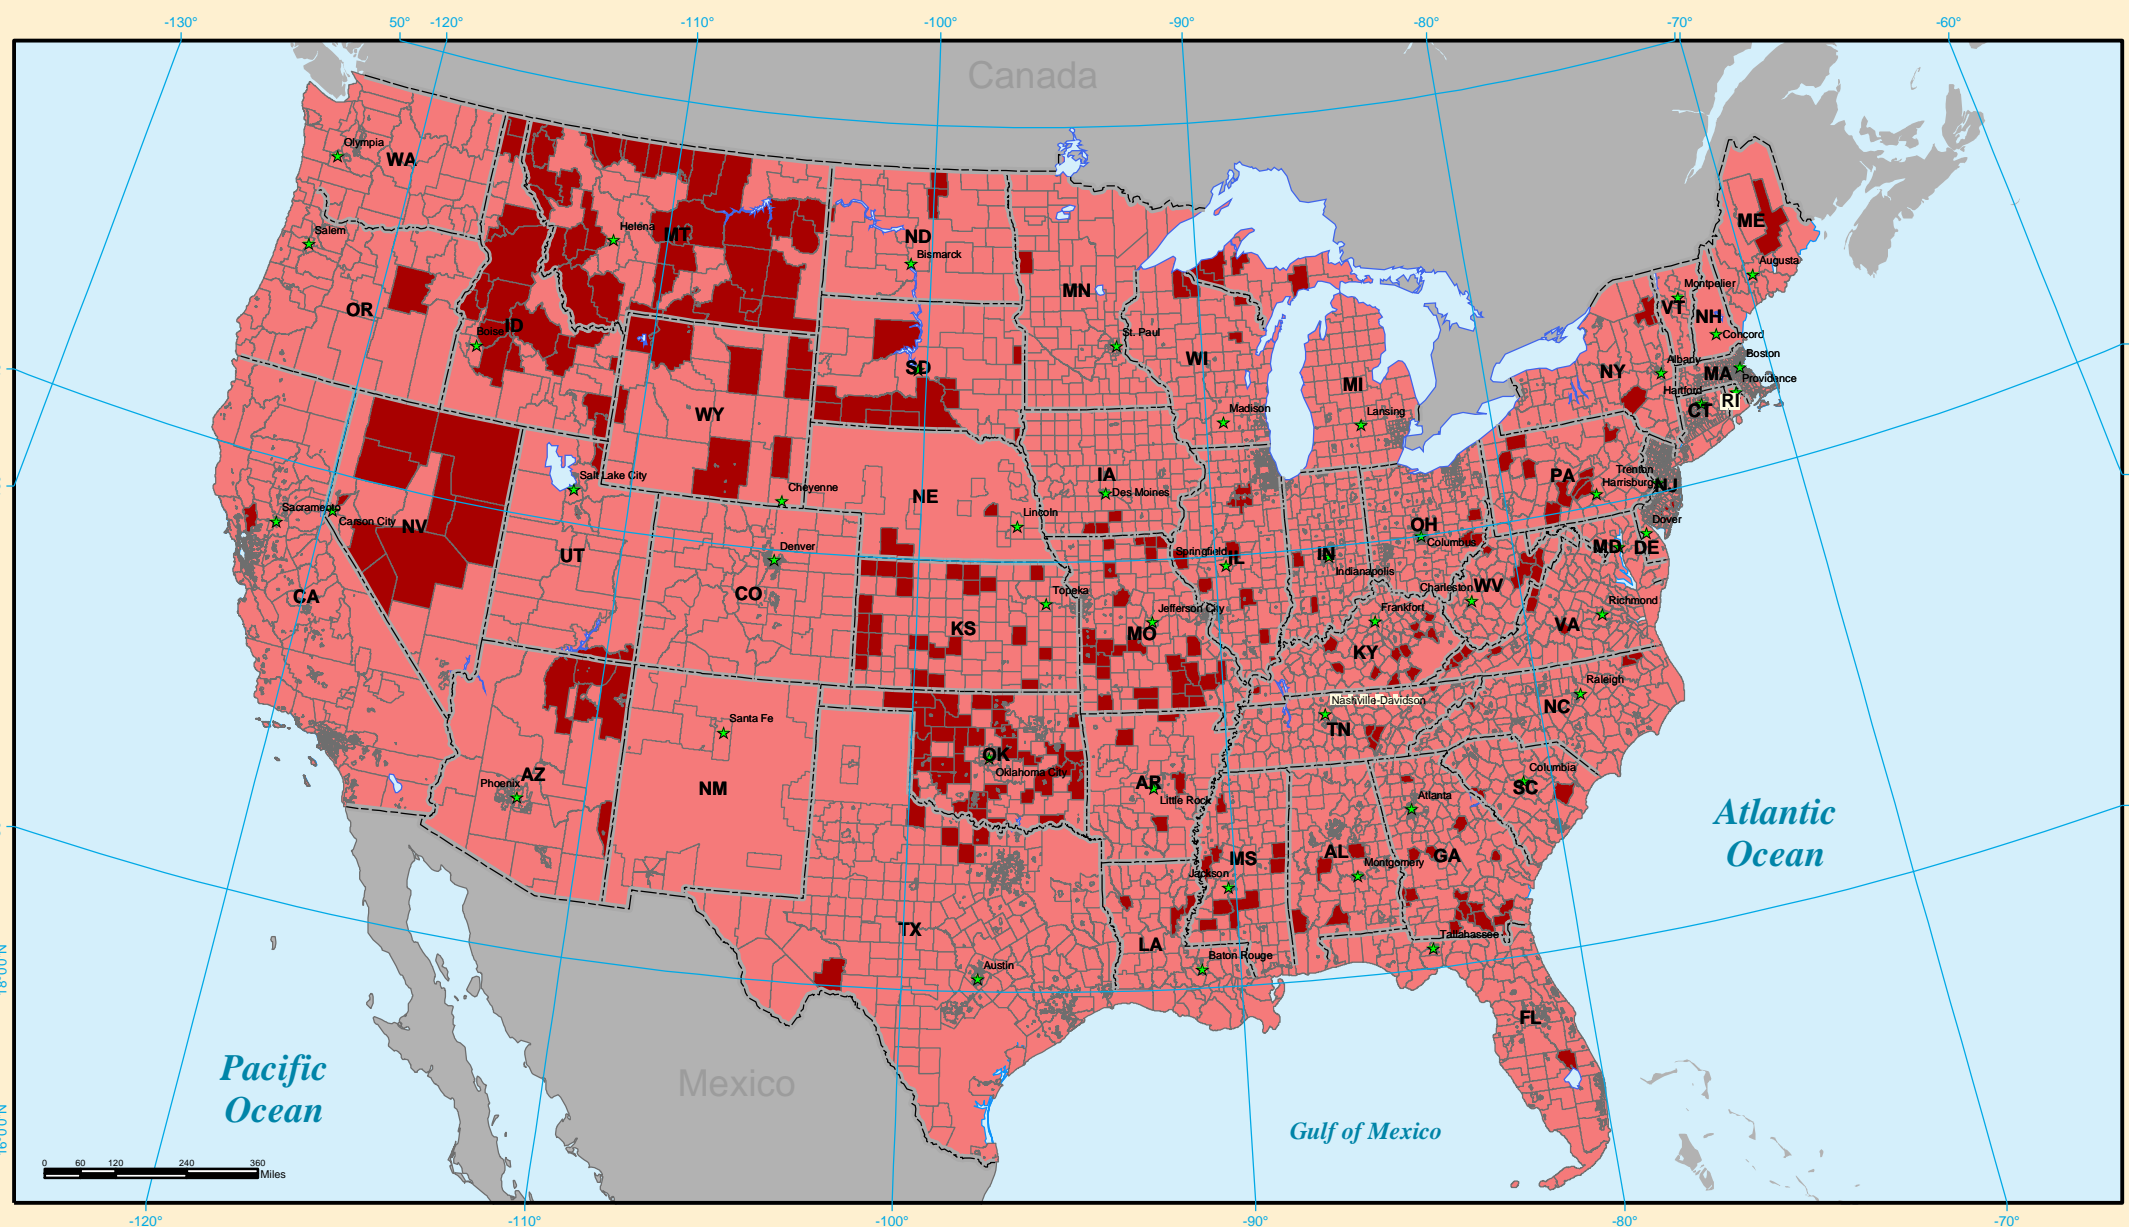 -130°
50°
-120°
-110°
-100°
-90°
-80°
-70°
-60°
Canada
Olympia
WA
Salem
OR
Helena
MT
ND
Bismarck
MN
St. Paul
WI
MI
Lansing
Madison
ME
Augusta
Montpelier
VT
NH
Concord
Albany
Boston
NY
MA
Providence
Hartford
RI
CT
Boise
ID
SD
WY
Cheyenne
Salt Lake City
Sacramento
Carson City
NV
UT
CA
Denver
CO
NE
Lincoln
IA
Des Moines
Springfield
IL
IN
Indianapolis
OH
Columbus
PA
Trenton
Harrisburg
NJ
Dover
MD
DE
Charleston
WV
Richmond
VA
Frankfort
KY
Topeka
KS
Jefferson City
MO
Nashville-Davidson
TN
Raleigh
NC
Columbia
SC
Atlanta
GA
Phoenix
AZ
Santa Fe
NM
OK
Oklahoma City
AR
Little Rock
MS
Jackson
AL
Montgomery
Tallahassee
LA
Baton Rouge
TX
Austin
FL
Atlantic
Ocean
Pacific
Ocean
Mexico
Gulf of Mexico
0 60 120 240 360
Miles
-120°
-110°
-100°
-90°
-80°
-70°